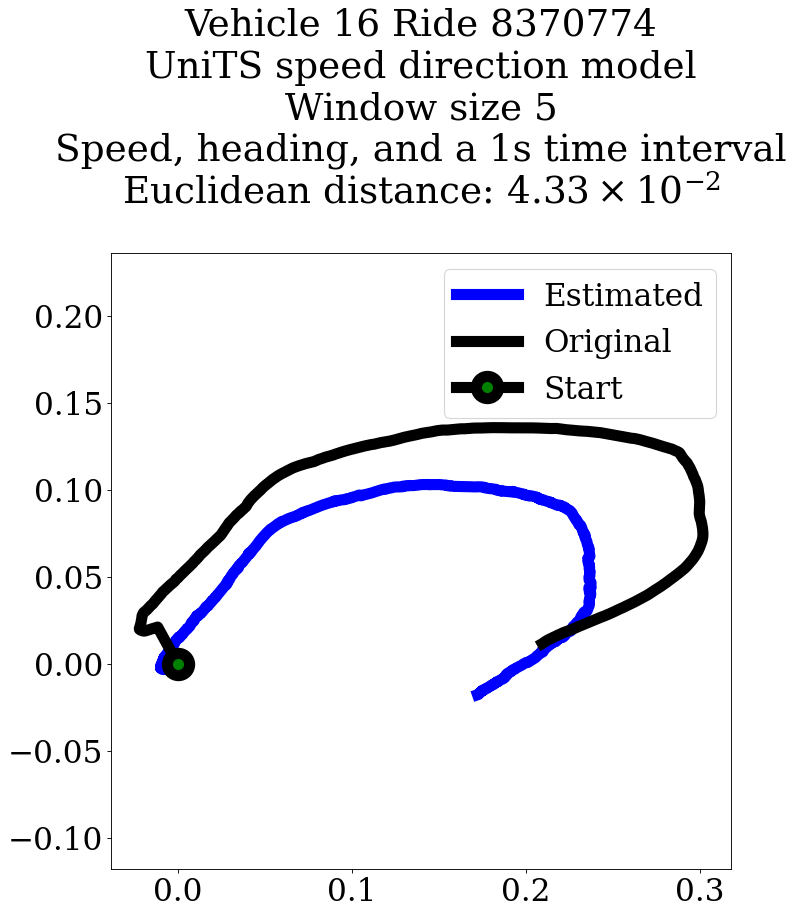 Vehicle 16 Ride 8370774
UniTS speed direction model
Window size 5
Speed, heading, and a 1s time interval
Euclidean distance: 4.33 × 10⁻²
Estimated
Original
Start
0.20
0.15
0.10
0.05
0.00
−0.05
−0.10
0.0 0.1 0.2 0.3